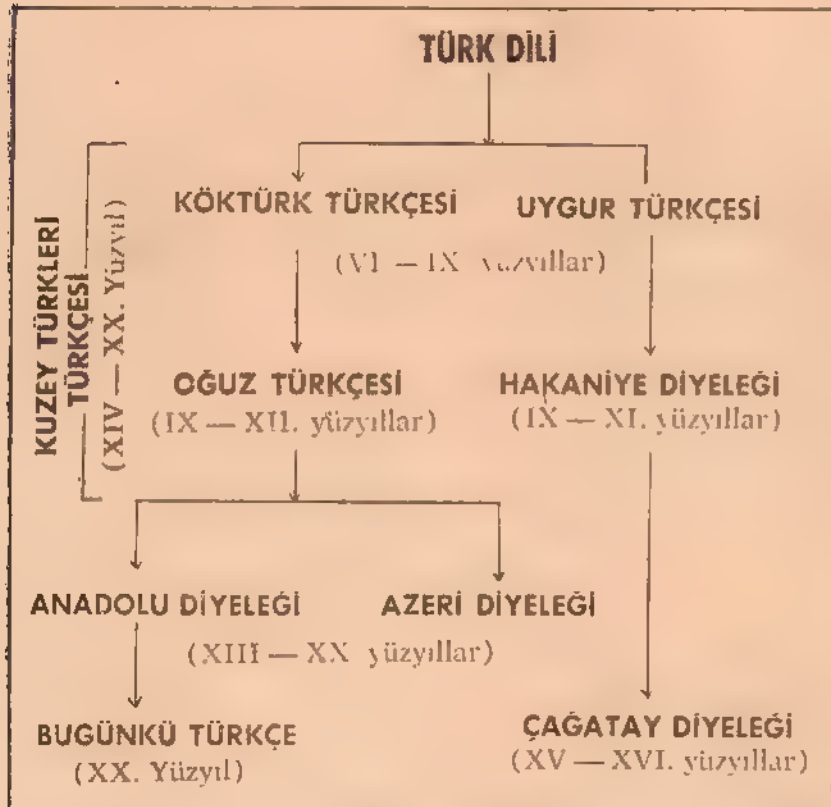 TÜRK DİLİ
KÖKTÜRK TÜRKÇESİ
UYGUR TÜRKÇESİ
(VI — IX yüzyıllar)
KUZEY TÜRKLERİ
TÜRKÇESİ
(XIV — XX. Yüzyıl)
OĞUZ TÜRKÇESİ
(IX — XII. yüzyıllar)
HAKANİYE DİYELEĞİ
(IX — XI. yüzyıllar)
ANADOLU DİYELEĞİ
AZERİ DİYELEĞİ
(XIII — XX yüzyıllar)
BUGÜNKÜ TÜRKÇE
(XX. Yüzyıl)
ÇAĞATAY DİYELEĞİ
(XV — XVI. yüzyıllar)